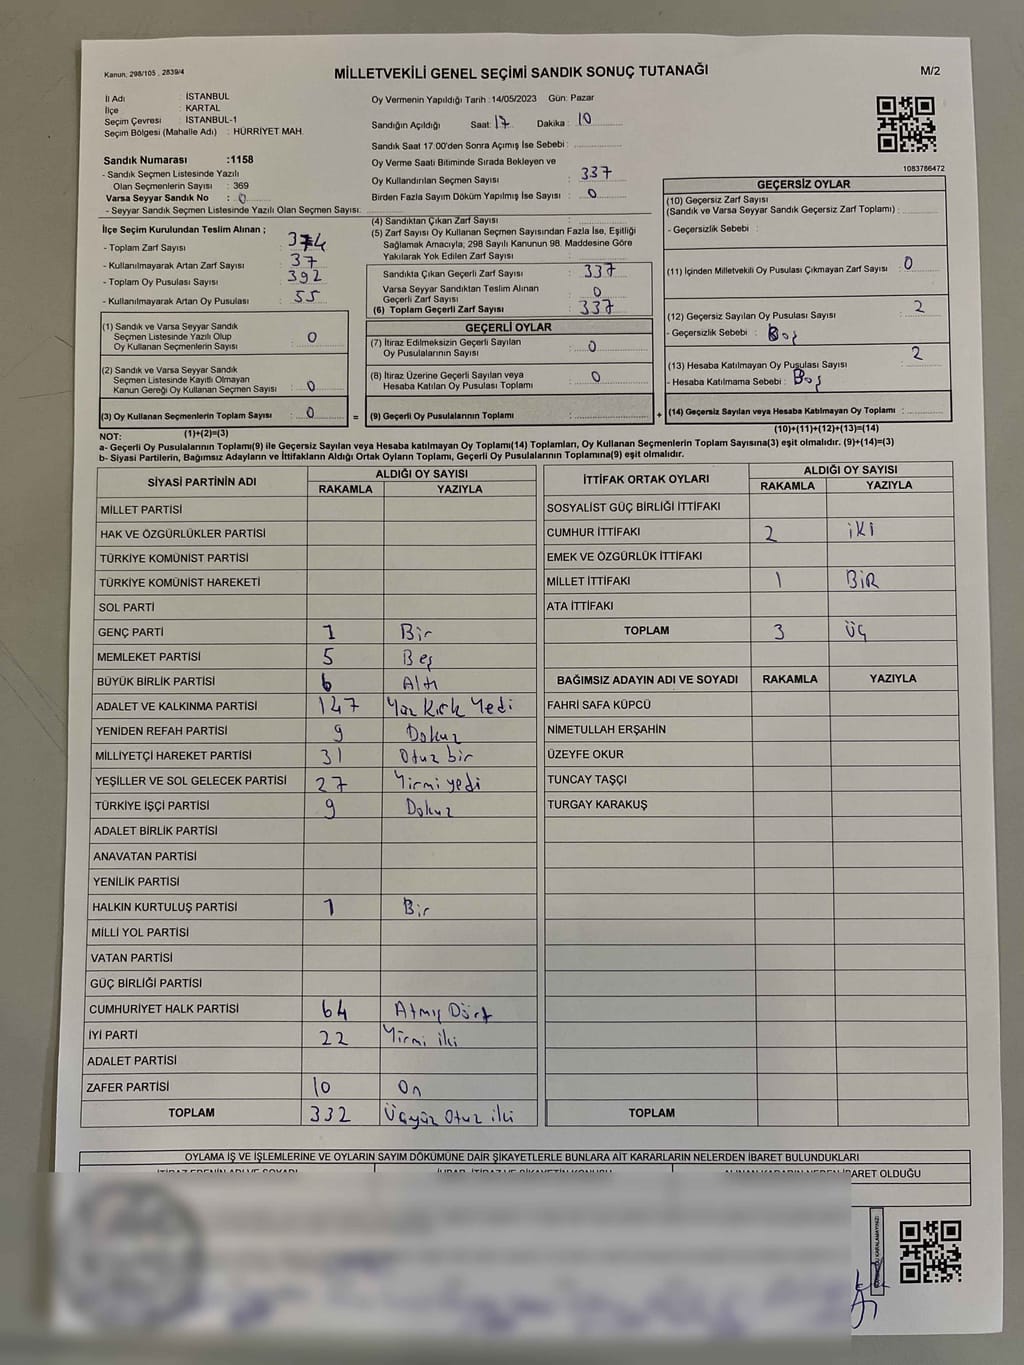 Kanun, 298/105 , 2839/4
MİLLETVEKİLİ GENEL SEÇİMİ SANDIK SONUÇ TUTANAĞI
M/2
İl Adı : İSTANBUL
İlçe : KARTAL
Seçim Çevresi : İSTANBUL-1
Seçim Bölgesi (Mahalle Adı) : HÜRRİYET MAH.
Oy Vermenin Yapıldığı Tarih : 14/05/2023 Gün: Pazar
Sandığın Açıldığı Saat: 17 Dakika : 10
Sandık Saat 17:00'den Sonra Açımış İse Sebebi :
Oy Verme Saati Bitiminde Sırada Bekleyen ve
Oy Kullandırılan Seçmen Sayısı : 337
Birden Fazla Sayım Döküm Yapılmış İse Sayısı : 0
1083786472
Sandık Numarası :1158
- Sandık Seçmen Listesinde Yazılı
Olan Seçmenlerin Sayısı : 369
Varsa Seyyar Sandık No : 0
- Seyyar Sandık Seçmen Listesinde Yazılı Olan Seçmen Sayısı:
İlçe Seçim Kurulundan Teslim Alınan ;
- Toplam Zarf Sayısı : 374
- Kullanılmayarak Artan Zarf Sayısı : 37
- Toplam Oy Pusulası Sayısı : 392
- Kullanılmayarak Artan Oy Pusulası : 55
(4) Sandıktan Çıkan Zarf Sayısı :
(5) Zarf Sayısı Oy Kullanan Seçmen Sayısından Fazla İse, Eşitliği
Sağlamak Amacıyla, 298 Sayılı Kanunun 98. Maddesine Göre
Yakılarak Yok Edilen Zarf Sayısı :
Sandıkta Çıkan Geçerli Zarf Sayısı : 337
Varsa Seyyar Sandıktan Teslim Alınan
Geçerli Zarf Sayısı : 0
(6) Toplam Geçerli Zarf Sayısı : 337
GEÇERSİZ OYLAR
(10) Geçersiz Zarf Sayısı
(Sandık ve Varsa Seyyar Sandık Geçersiz Zarf Toplamı) :
- Geçersizlik Sebebi :
(11) İçinden Milletvekili Oy Pusulası Çıkmayan Zarf Sayısı : 0
(12) Geçersiz Sayılan Oy Pusulası Sayısı : 2
- Geçersizlik Sebebi : Boş
(13) Hesaba Katılmayan Oy Pusulası Sayısı : 2
- Hesaba Katılmama Sebebi : Boş
(14) Geçersiz Sayılan veya Hesaba Katılmayan Oy Toplamı :
(10)+(11)+(12)+(13)=(14)
(1) Sandık ve Varsa Seyyar Sandık
Seçmen Listesinde Yazılı Olup
Oy Kullanan Seçmenlerin Sayısı : 0
(2) Sandık ve Varsa Seyyar Sandık
Seçmen Listesinde Kayıtlı Olmayan
Kanun Gereği Oy Kullanan Seçmen Sayısı : 0
(3) Oy Kullanan Seçmenlerin Toplam Sayısı : 0 =
(1)+(2)=(3)
GEÇERLİ OYLAR
(7) İtiraz Edilmeksizin Geçerli Sayılan
Oy Pusulalarının Sayısı : 0
(8) İtiraz Üzerine Geçerli Sayılan veya
Hesaba Katılan Oy Pusulası Toplamı : 0
(9) Geçerli Oy Pusulalarının Toplamı : +
NOT:
a- Geçerli Oy Pusulalarının Toplamı(9) ile Geçersiz Sayılan veya Hesaba katılmayan Oy Toplamı(14) Toplamları, Oy Kullanan Seçmenlerin Toplam Sayısına(3) eşit olmalıdır. (9)+(14)=(3)
b- Siyasi Partilerin, Bağımsız Adayların ve İttifakların Aldığı Ortak Oyların Toplamı, Geçerli Oy Pusulalarının Toplamına(9) eşit olmalıdır.
SİYASİ PARTİNİN ADI ALDIĞI OY SAYISI
RAKAMLA YAZIYLA
MİLLET PARTİSİ
HAK VE ÖZGÜRLÜKLER PARTİSİ
TÜRKİYE KOMÜNİST PARTİSİ
TÜRKİYE KOMÜNİST HAREKETİ
SOL PARTİ
GENÇ PARTİ 1 Bir
MEMLEKET PARTİSİ 5 Beş
BÜYÜK BİRLİK PARTİSİ 6 Altı
ADALET VE KALKINMA PARTİSİ 147 Yüz Kırk Yedi
YENİDEN REFAH PARTİSİ 9 Dokuz
MİLLİYETÇİ HAREKET PARTİSİ 31 Otuz bir
YEŞİLLER VE SOL GELECEK PARTİSİ 27 Yirmi yedi
TÜRKİYE İŞÇİ PARTİSİ 9 Dokuz
ADALET BİRLİK PARTİSİ
ANAVATAN PARTİSİ
YENİLİK PARTİSİ
HALKIN KURTULUŞ PARTİSİ 1 Bir
MİLLİ YOL PARTİSİ
VATAN PARTİSİ
GÜÇ BİRLİĞİ PARTİSİ
CUMHURİYET HALK PARTİSİ 64 Atmış Dört
İYİ PARTİ 22 Yirmi iki
ADALET PARTİSİ
ZAFER PARTİSİ 10 On
TOPLAM 332 Üçyüz Otuz iki
İTTİFAK ORTAK OYLARI ALDIĞI OY SAYISI
RAKAMLA YAZIYLA
SOSYALİST GÜÇ BİRLİĞİ İTTİFAKI
CUMHUR İTTİFAKI 2 iKİ
EMEK VE ÖZGÜRLÜK İTTİFAKI
MİLLET İTTİFAKI 1 BİR
ATA İTTİFAKI
TOPLAM 3 ÜÇ
BAĞIMSIZ ADAYIN ADI VE SOYADI RAKAMLA YAZIYLA
FAHRİ SAFA KÜPCÜ
NİMETULLAH ERŞAHİN
ÜZEYFE OKUR
TUNCAY TAŞÇI
TURGAY KARAKUŞ
TOPLAM
OYLAMA İŞ VE İŞLEMLERİNE VE OYLARIN SAYIM DÖKÜMÜNE DAİR ŞİKAYETLERLE BUNLARA AİT KARARLARIN NELERDEN İBARET BULUNDUKLARI
İBARET OLDUĞU